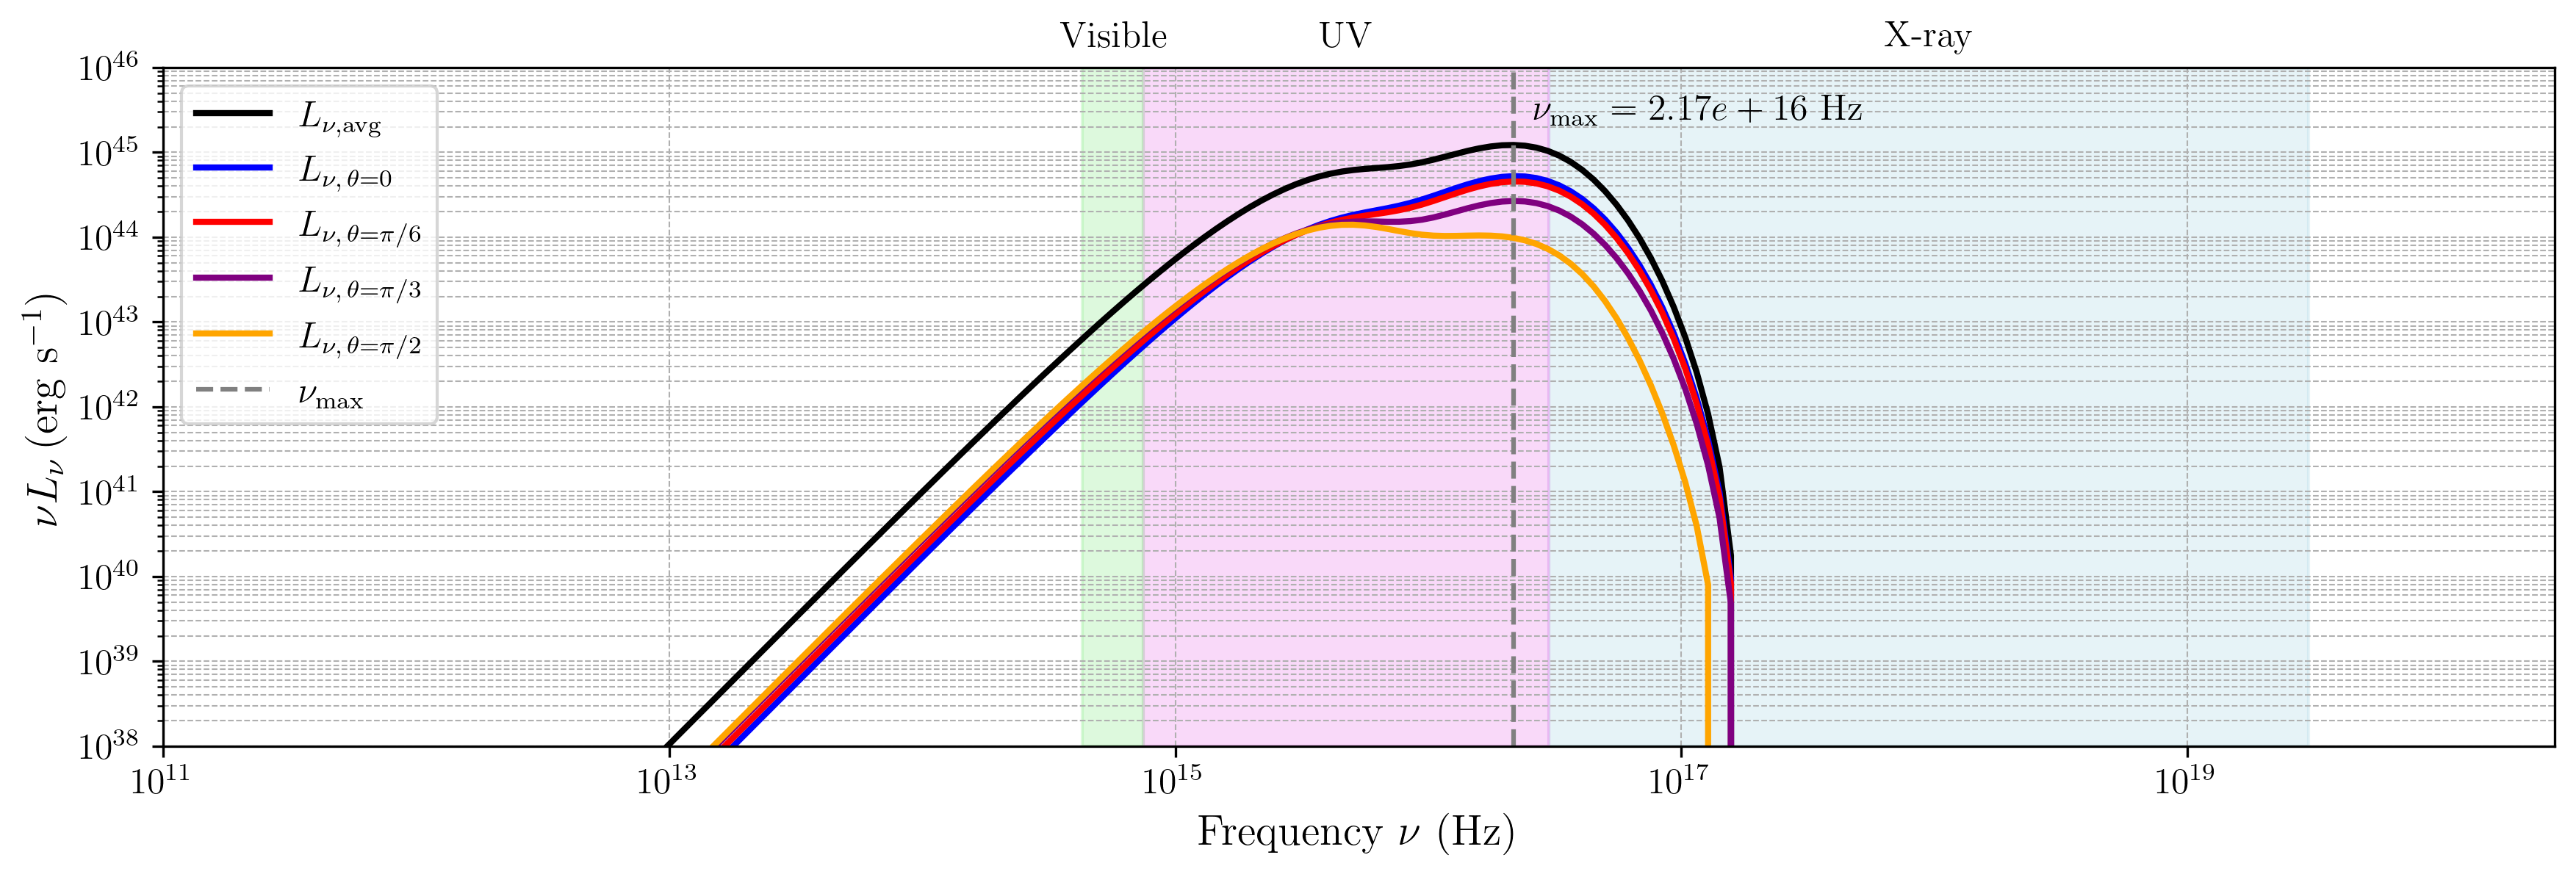 Visible UV X-ray
10^46
10^45
10^44
10^43
10^42
10^41
10^40
10^39
10^38
νL_ν (erg s^−1)
L_ν,avg
L_ν, θ=0
L_ν, θ=π/6
L_ν, θ=π/3
L_ν, θ=π/2
ν_max
ν_max = 2.17e + 16 Hz
10^11 10^13 10^15 10^17 10^19
Frequency ν (Hz)